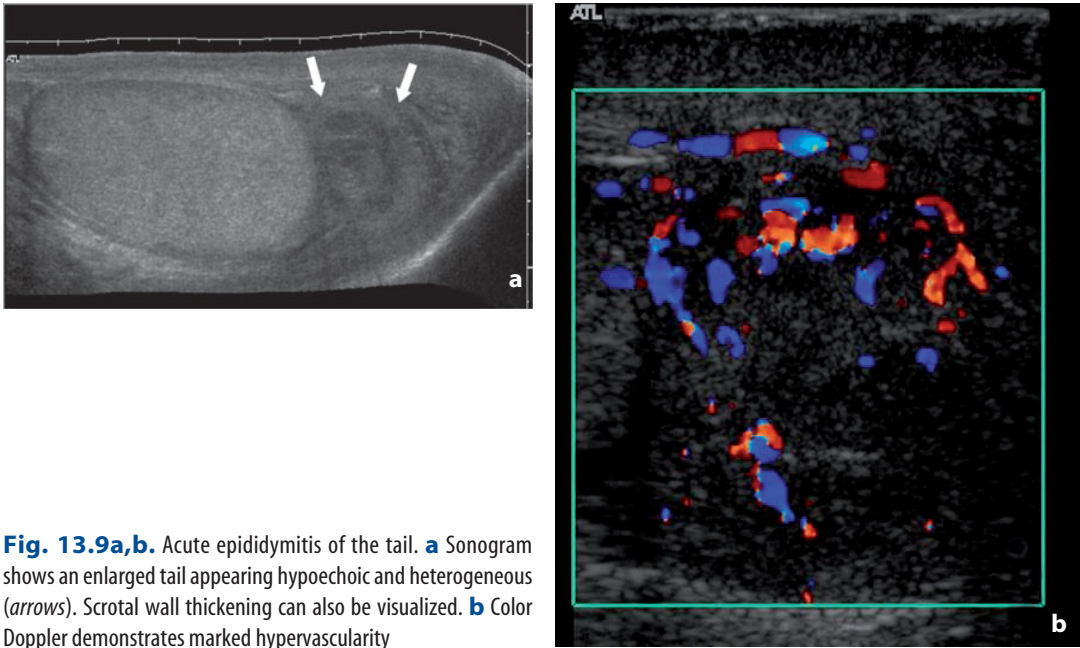 ATL
a
ATL
b
Fig. 13.9a,b. Acute epididymitis of the tail. a Sonogram
shows an enlarged tail appearing hypoechoic and heterogeneous
(arrows). Scrotal wall thickening can also be visualized. b Color
Doppler demonstrates marked hypervascularity